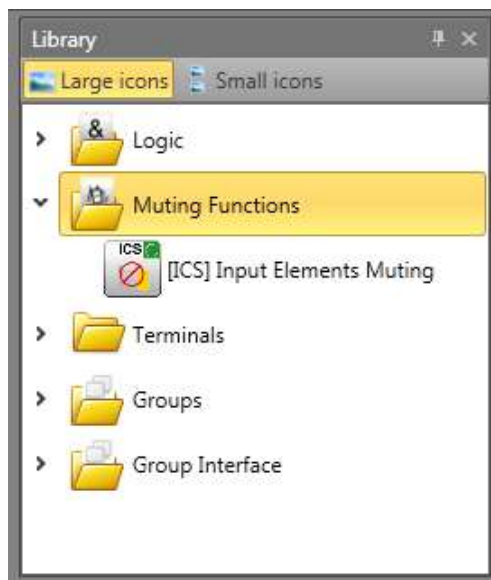 Library
Large icons Small icons
& Logic
Muting Functions
ICS
[ICS] Input Elements Muting
Terminals
Groups
Group Interface